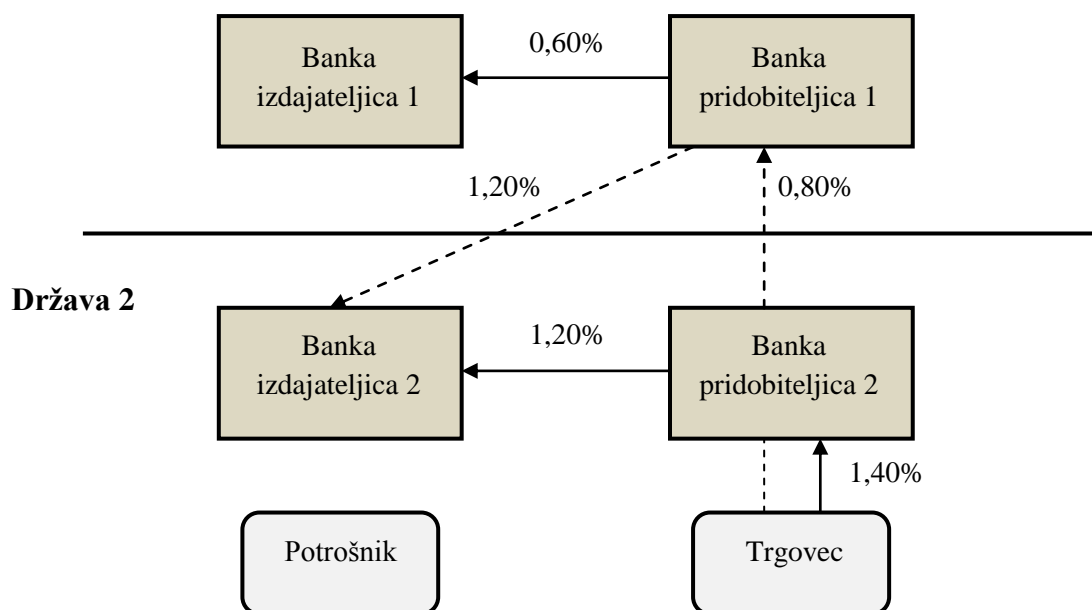 0,60%
Banka
izdajateljica 1
Banka
pridobiteljica 1
1,20%
0,80%
Država 2
Banka
izdajateljica 2
1,20%
Banka
pridobiteljica 2
1,40%
Potrošnik
Trgovec